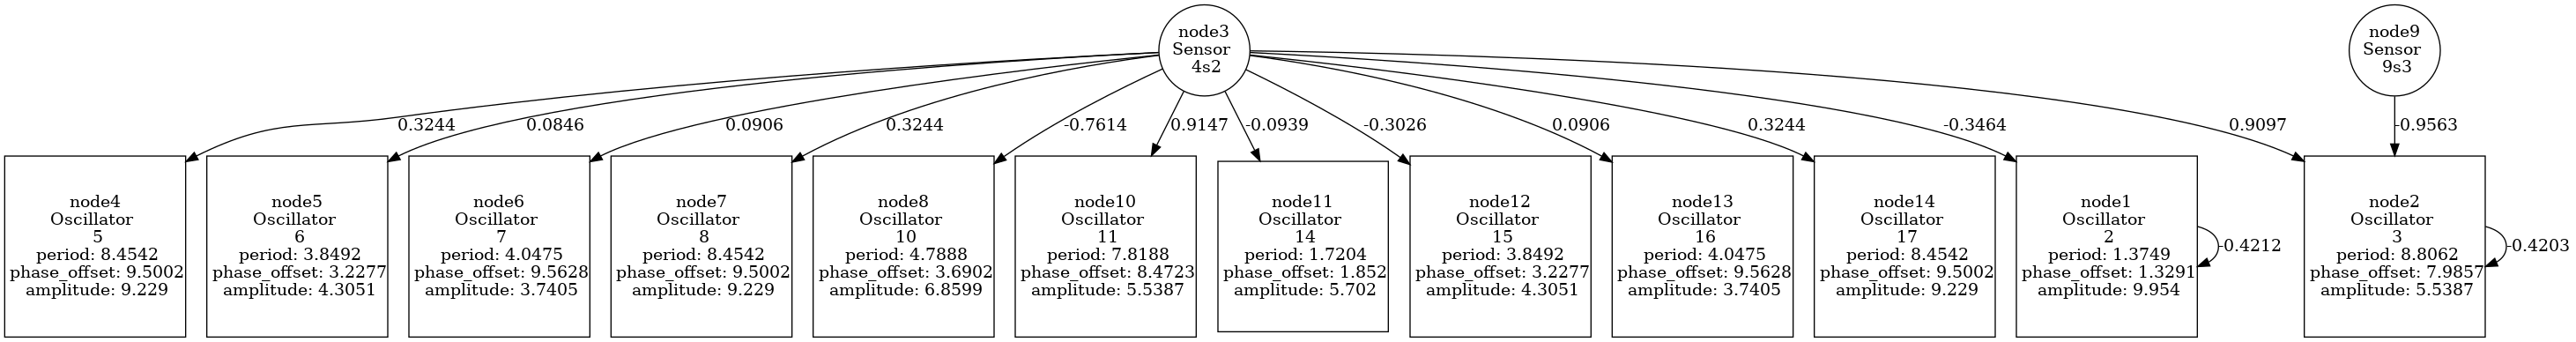 node3
Sensor
4s2
node9
Sensor
9s3
0.3244
0.0846
0.0906
0.3244
-0.7614
0.9147
-0.0939
-0.3026
0.0906
0.3244
-0.3464
0.9097
-0.9563
node4
Oscillator
5
period: 8.4542
phase_offset: 9.5002
amplitude: 9.229
node5
Oscillator
6
period: 3.8492
phase_offset: 3.2277
amplitude: 4.3051
node6
Oscillator
7
period: 4.0475
phase_offset: 9.5628
amplitude: 3.7405
node7
Oscillator
8
period: 8.4542
phase_offset: 9.5002
amplitude: 9.229
node8
Oscillator
10
period: 4.7888
phase_offset: 3.6902
amplitude: 6.8599
node10
Oscillator
11
period: 7.8188
phase_offset: 8.4723
amplitude: 5.5387
node11
Oscillator
14
period: 1.7204
phase_offset: 1.852
amplitude: 5.702
node12
Oscillator
15
period: 3.8492
phase_offset: 3.2277
amplitude: 4.3051
node13
Oscillator
16
period: 4.0475
phase_offset: 9.5628
amplitude: 3.7405
node14
Oscillator
17
period: 8.4542
phase_offset: 9.5002
amplitude: 9.229
node1
Oscillator
2
period: 1.3749
phase_offset: 1.3291
amplitude: 9.954
-0.4212
node2
Oscillator
3
period: 8.8062
phase_offset: 7.9857
amplitude: 5.5387
-0.4203